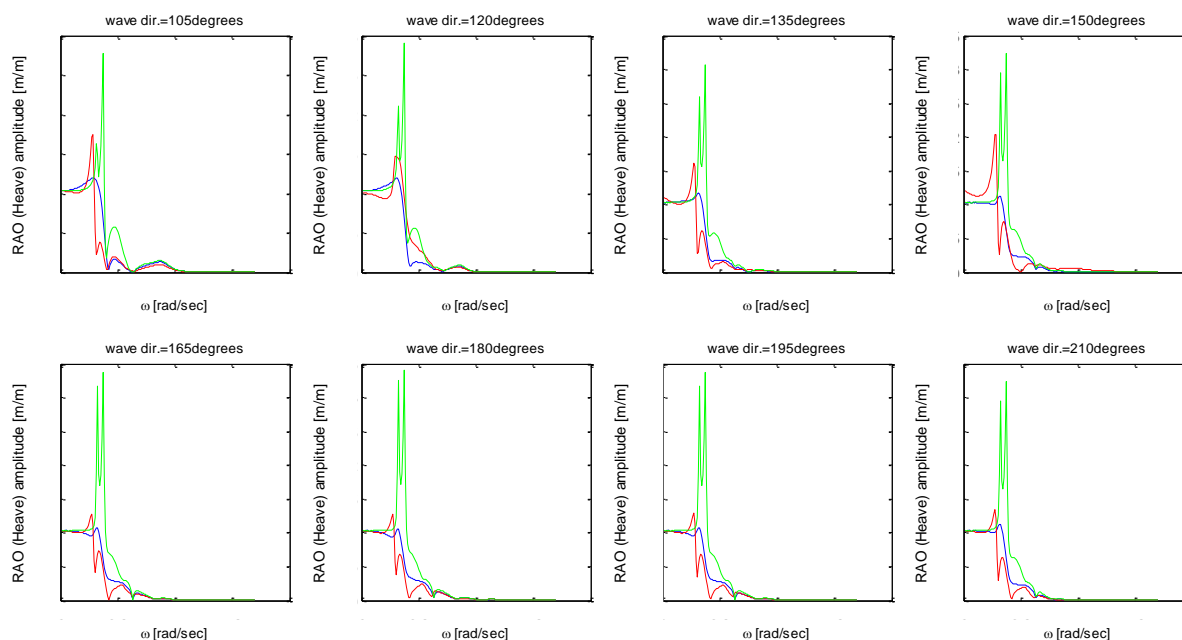 wave dir.=105degrees
RAO (Heave) amplitude [m/m]
ω [rad/sec]
wave dir.=120degrees
RAO (Heave) amplitude [m/m]
ω [rad/sec]
wave dir.=135degrees
RAO (Heave) amplitude [m/m]
ω [rad/sec]
wave dir.=150degrees
RAO (Heave) amplitude [m/m]
ω [rad/sec]
wave dir.=165degrees
RAO (Heave) amplitude [m/m]
ω [rad/sec]
wave dir.=180degrees
RAO (Heave) amplitude [m/m]
ω [rad/sec]
wave dir.=195degrees
RAO (Heave) amplitude [m/m]
ω [rad/sec]
wave dir.=210degrees
RAO (Heave) amplitude [m/m]
ω [rad/sec]